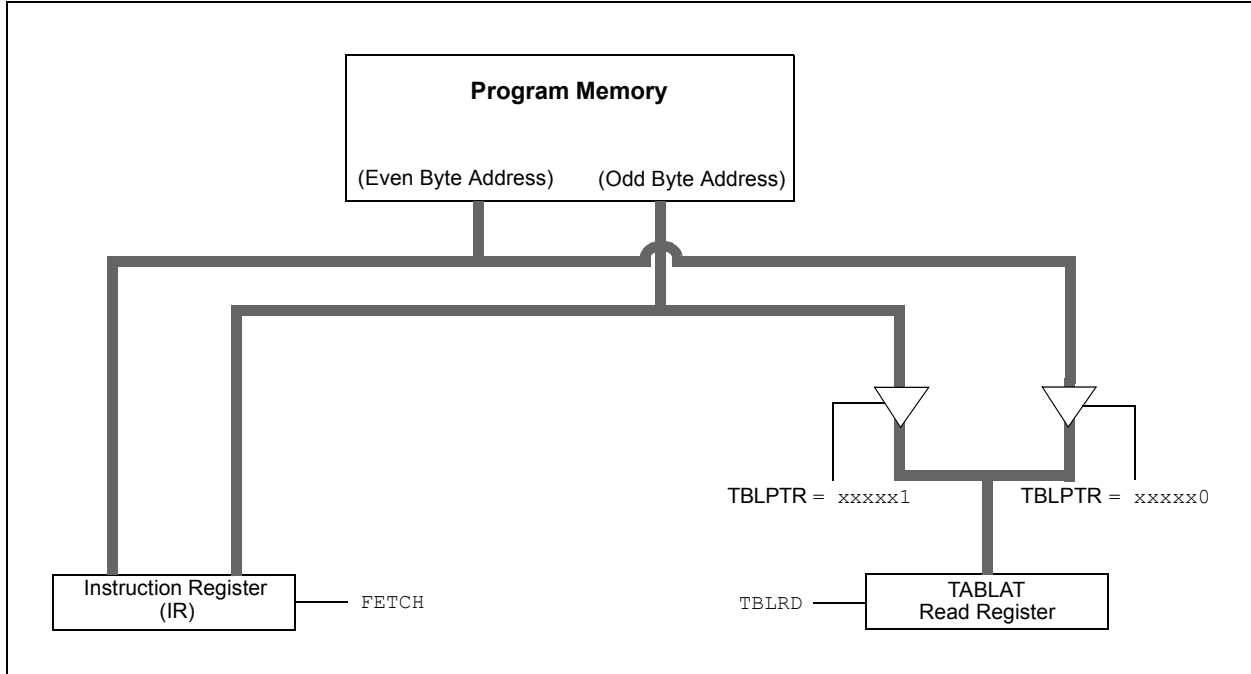 Program Memory
(Even Byte Address)
(Odd Byte Address)
TBLPTR = xxxxx1
TBLPTR = xxxxx0
Instruction Register
(IR)
FETCH
TBLRD
TABLAT
Read Register